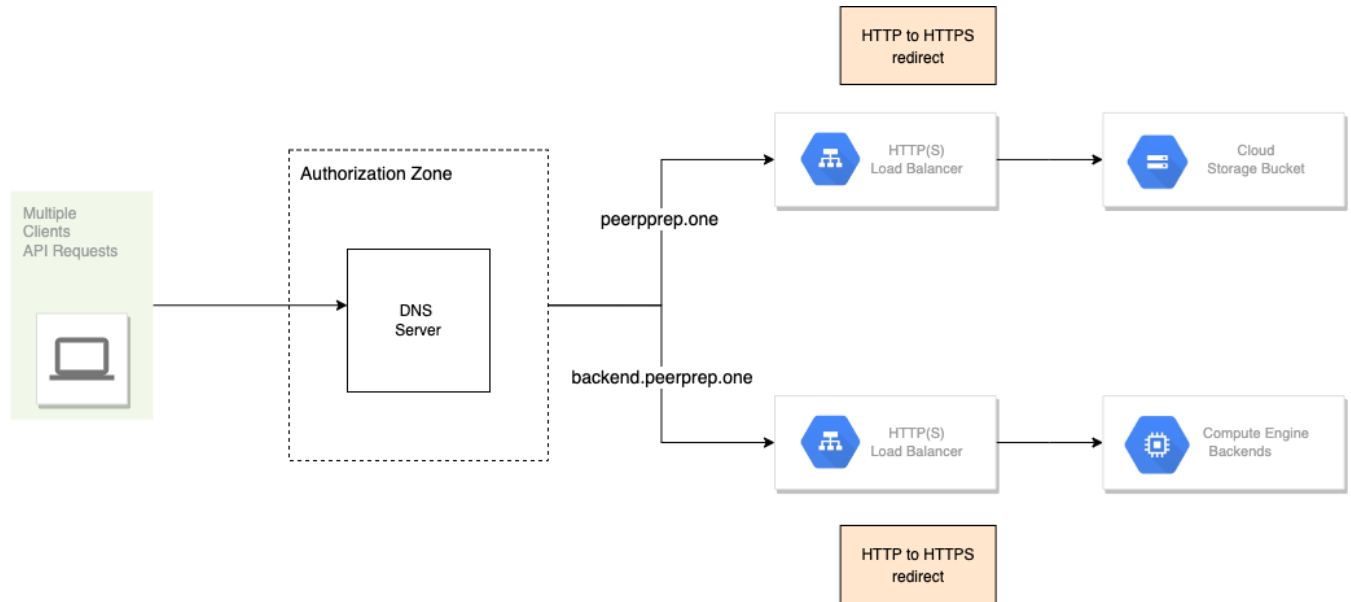 HTTP to HTTPS
redirect
HTTP(S)
Load Balancer
Cloud
Storage Bucket
Authorization Zone
Multiple
Clients
API Requests
peerpprep.one
DNS
Server
backend.peerprep.one
HTTP(S)
Load Balancer
Compute Engine
Backends
HTTP to HTTPS
redirect